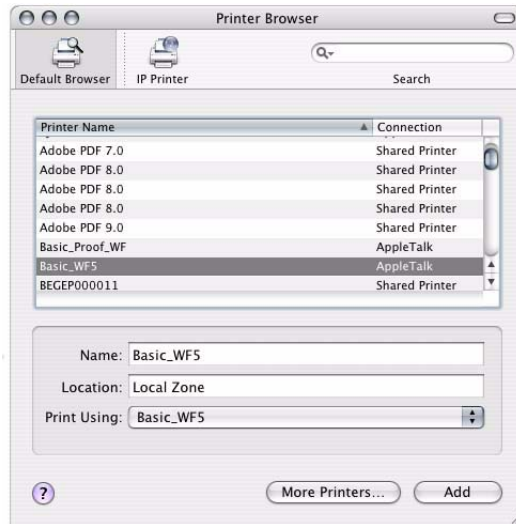 Printer Browser
Default Browser IP Printer Search
Printer Name Connection
Adobe PDF 7.0 Shared Printer
Adobe PDF 8.0 Shared Printer
Adobe PDF 8.0 Shared Printer
Adobe PDF 8.0 Shared Printer
Adobe PDF 9.0 Shared Printer
Basic_Proof_WF AppleTalk
Basic_WF5 AppleTalk
BEGEP000011 Shared Printer
Name: Basic_WF5
Location: Local Zone
Print Using: Basic_WF5
? More Printers... Add